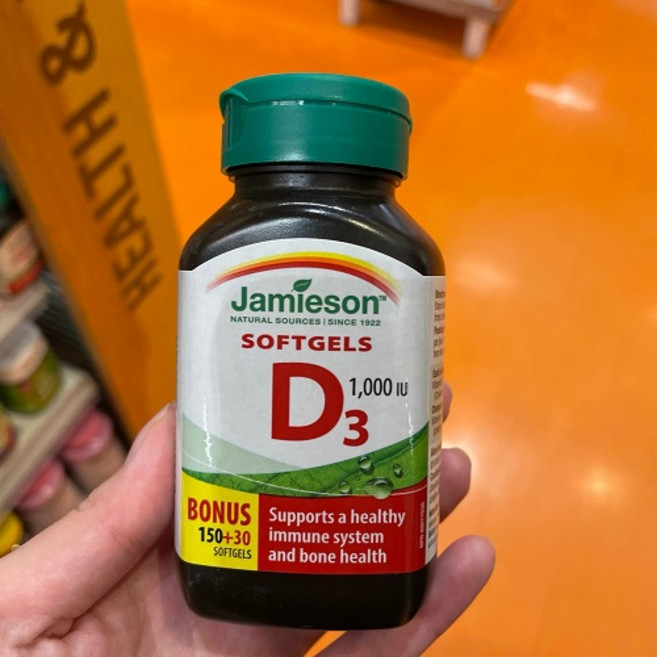 HEALTH &
Jamieson™
NATURAL SOURCES | SINCE 1922
SOFTGELS
D3
1,000 IU
BONUS
150+30
SOFTGELS
Supports a healthy
immune system
and bone health